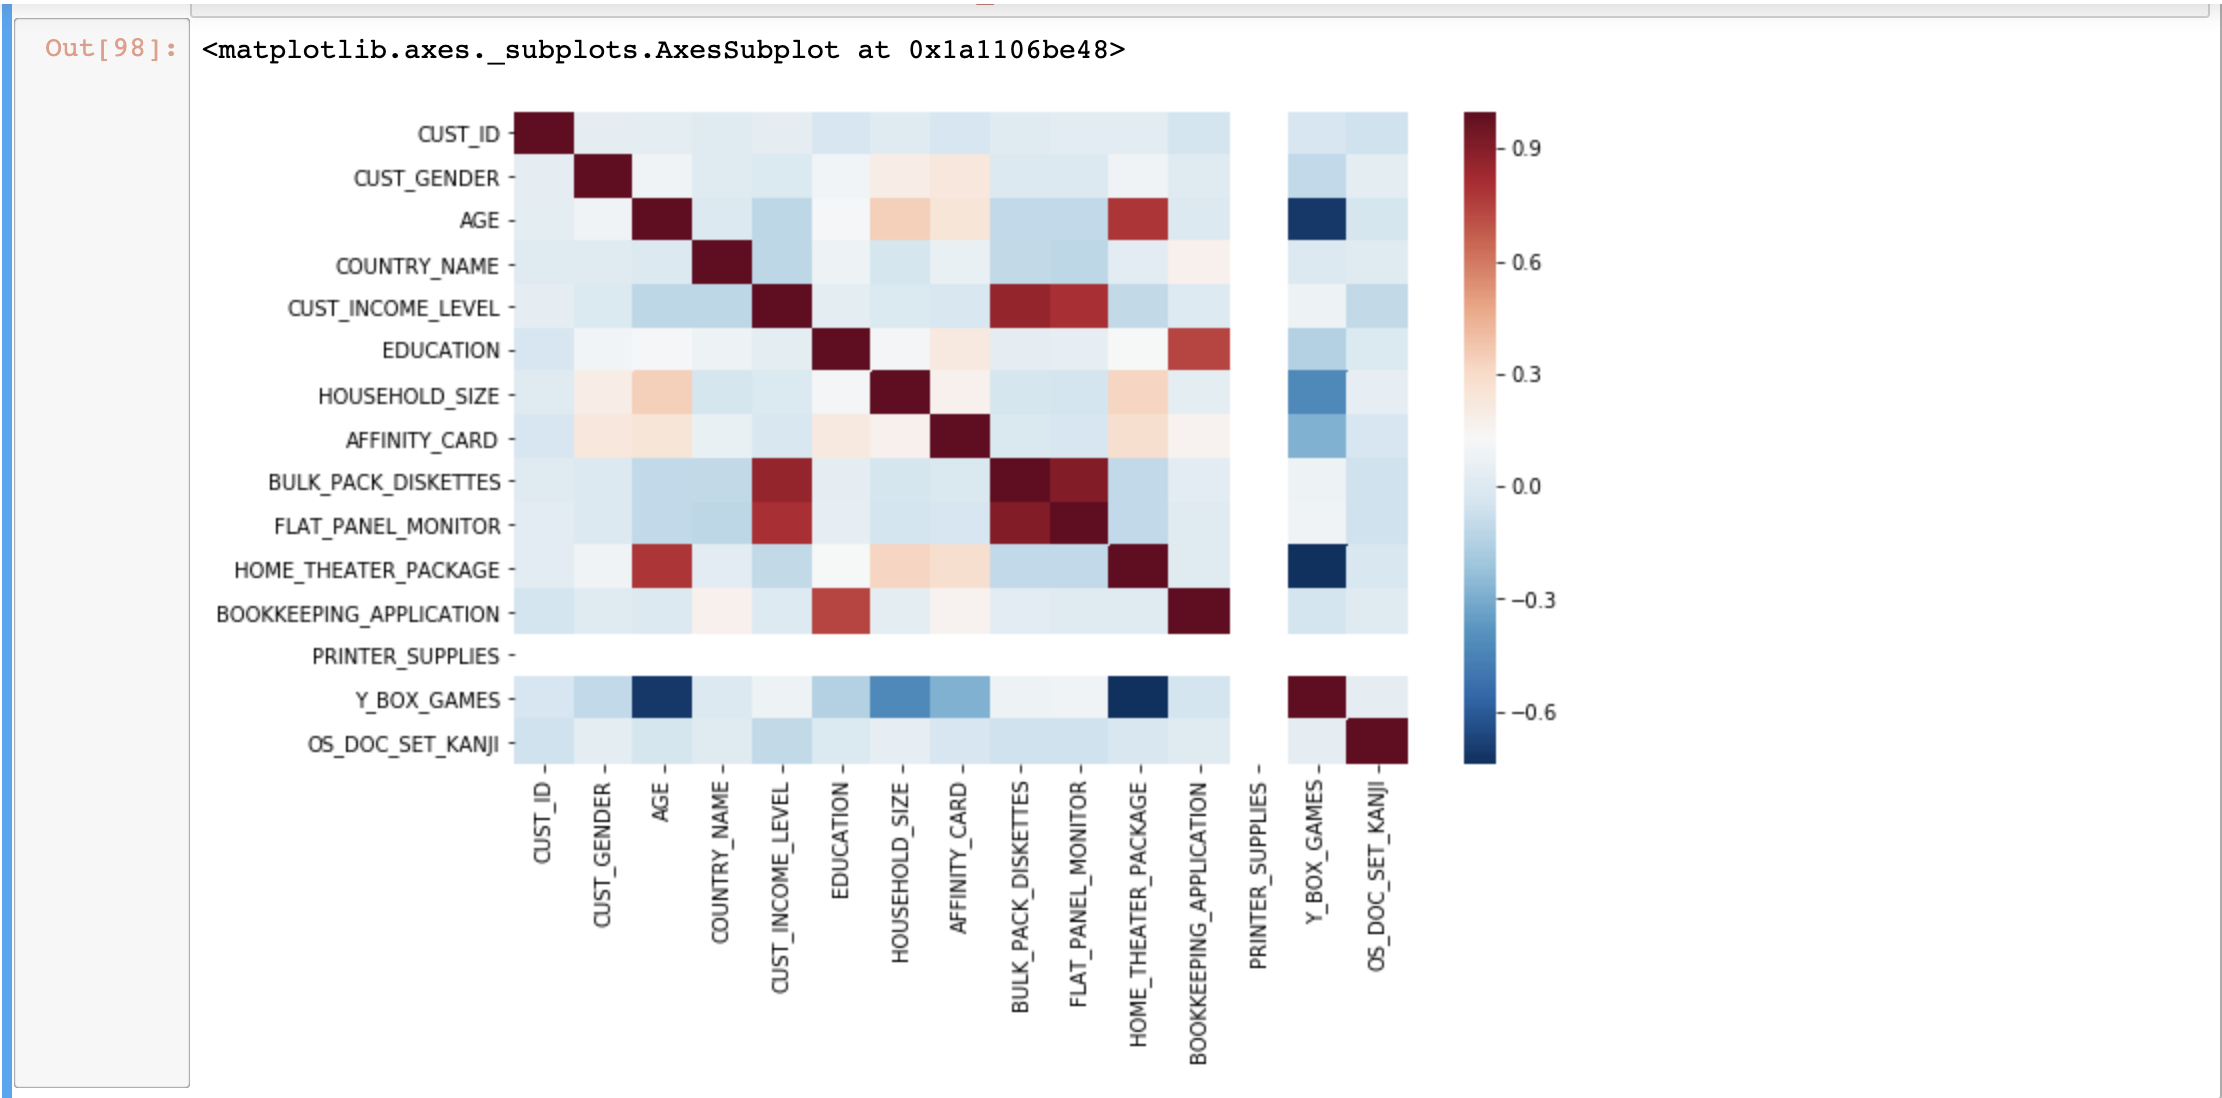 Out[98]: <matplotlib.axes._subplots.AxesSubplot at 0x1a1106be48>
CUST_ID
CUST_GENDER
AGE
COUNTRY_NAME
CUST_INCOME_LEVEL
EDUCATION
HOUSEHOLD_SIZE
AFFINITY_CARD
BULK_PACK_DISKETTES
FLAT_PANEL_MONITOR
HOME_THEATER_PACKAGE
BOOKKEEPING_APPLICATION
PRINTER_SUPPLIES
Y_BOX_GAMES
OS_DOC_SET_KANJI
CUST_ID
CUST_GENDER
AGE
COUNTRY_NAME
CUST_INCOME_LEVEL
EDUCATION
HOUSEHOLD_SIZE
AFFINITY_CARD
BULK_PACK_DISKETTES
FLAT_PANEL_MONITOR
HOME_THEATER_PACKAGE
BOOKKEEPING_APPLICATION
PRINTER_SUPPLIES
Y_BOX_GAMES
OS_DOC_SET_KANJI
0.9
0.6
0.3
0.0
−0.3
−0.6